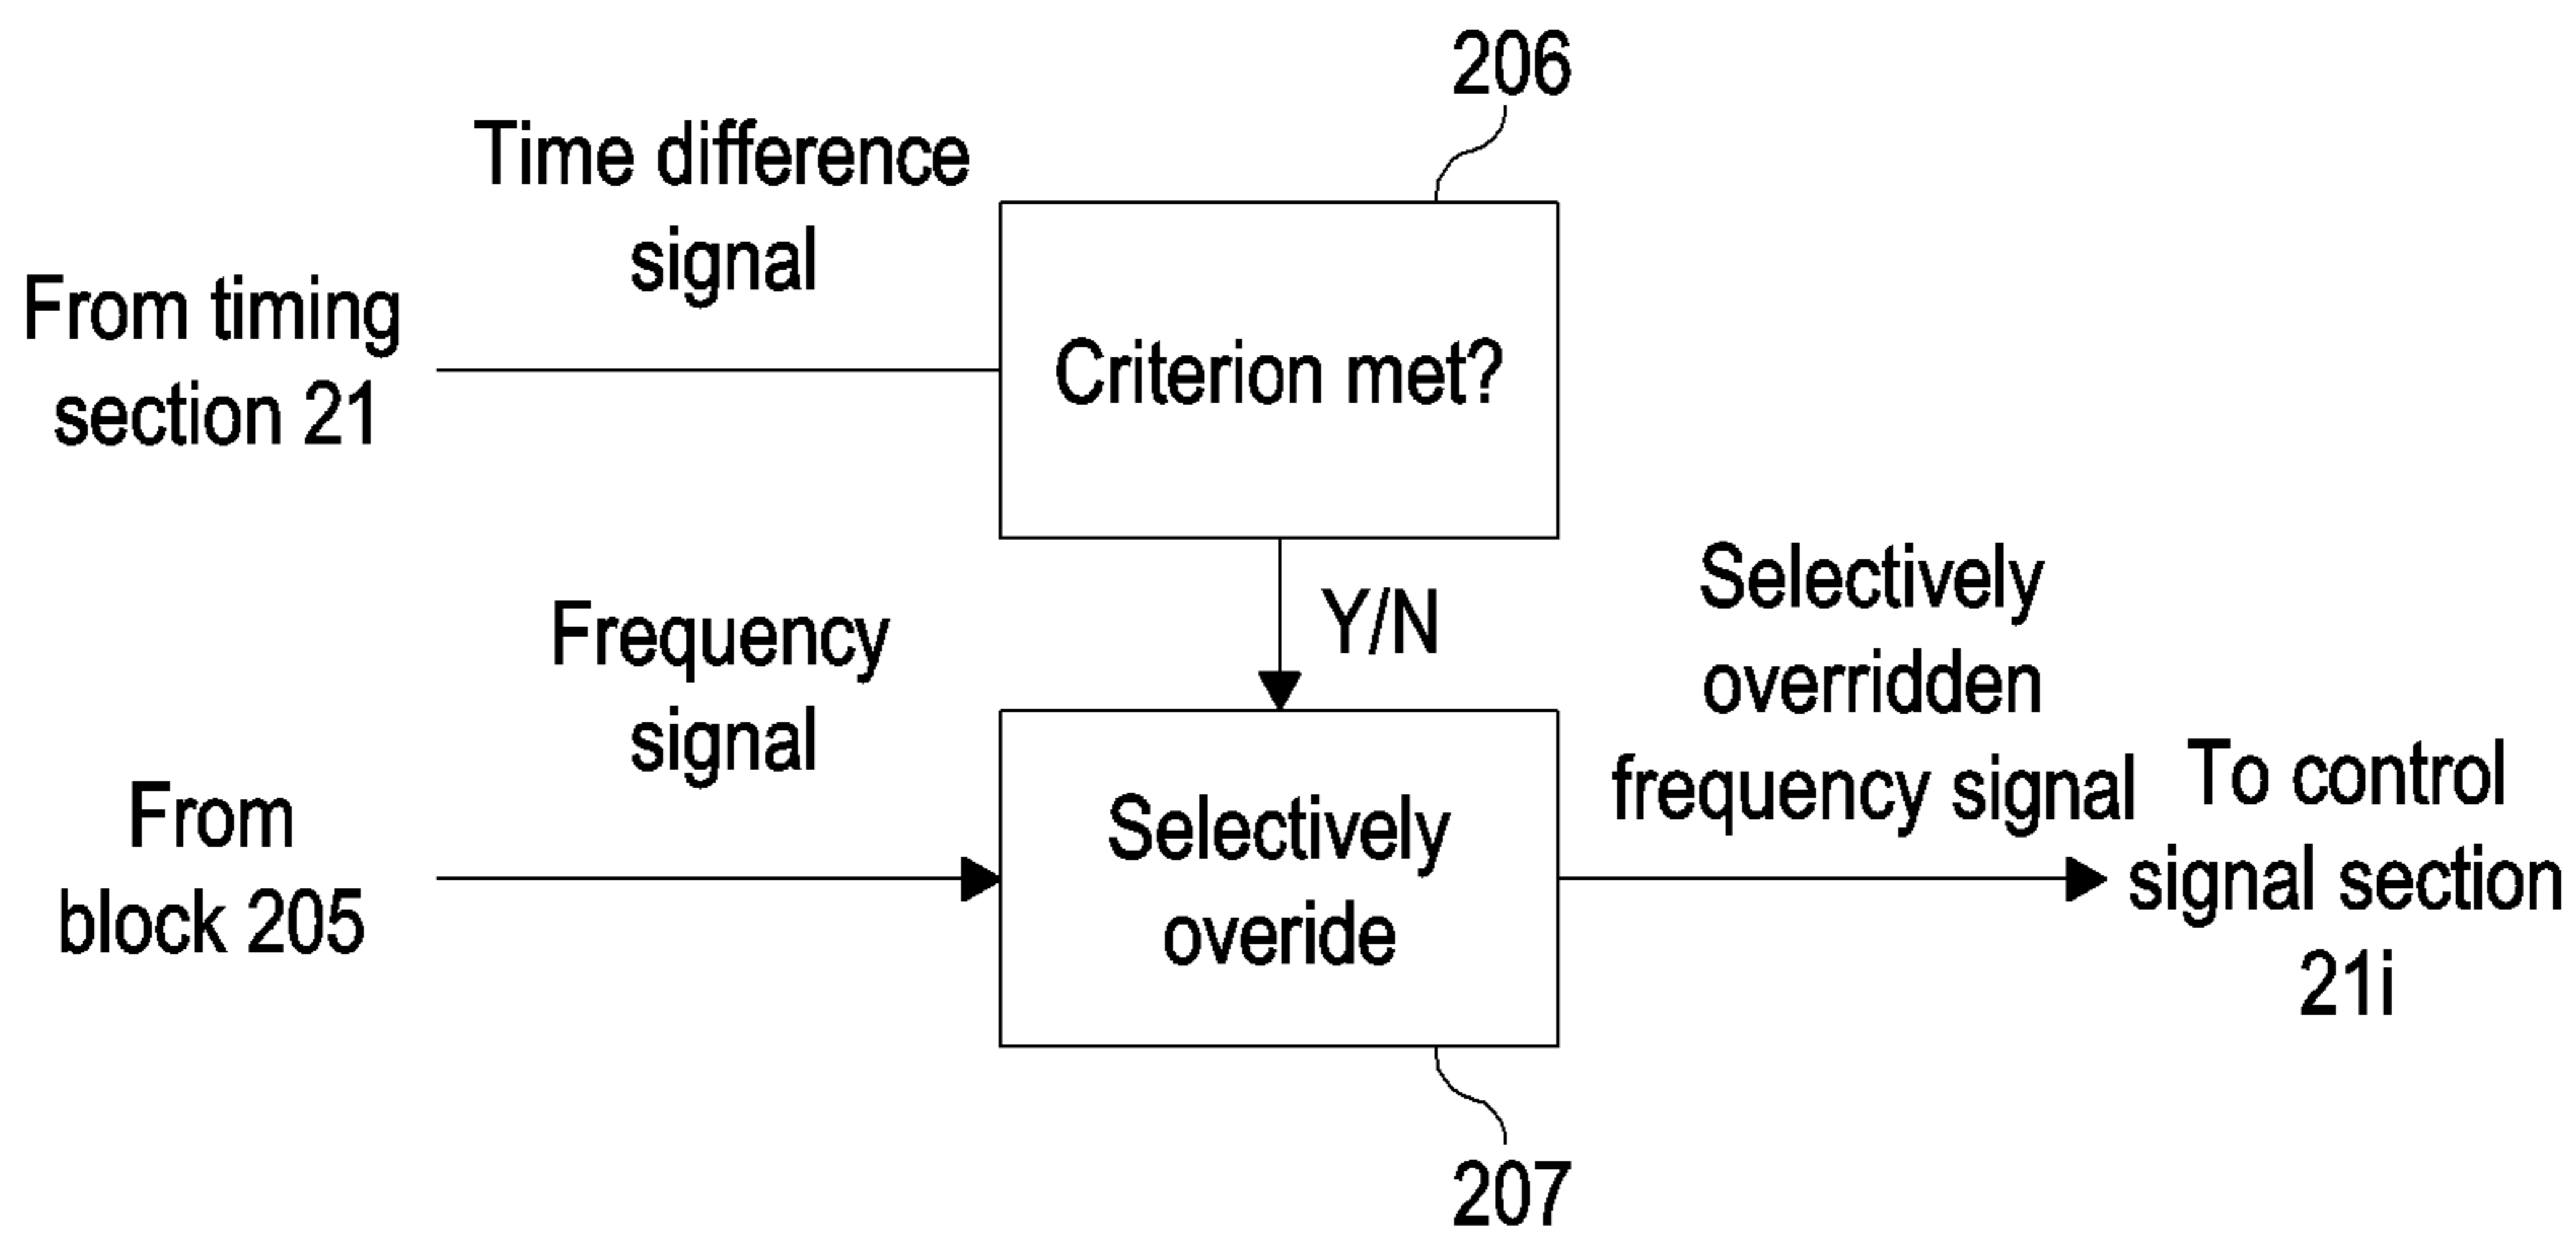 206
Time difference
signal
From timing
section 21
Criterion met?
Y/N
Frequency
signal
From
block 205
Selectively
overide
Selectively
overridden
frequency signal
To control
signal section
21i
207